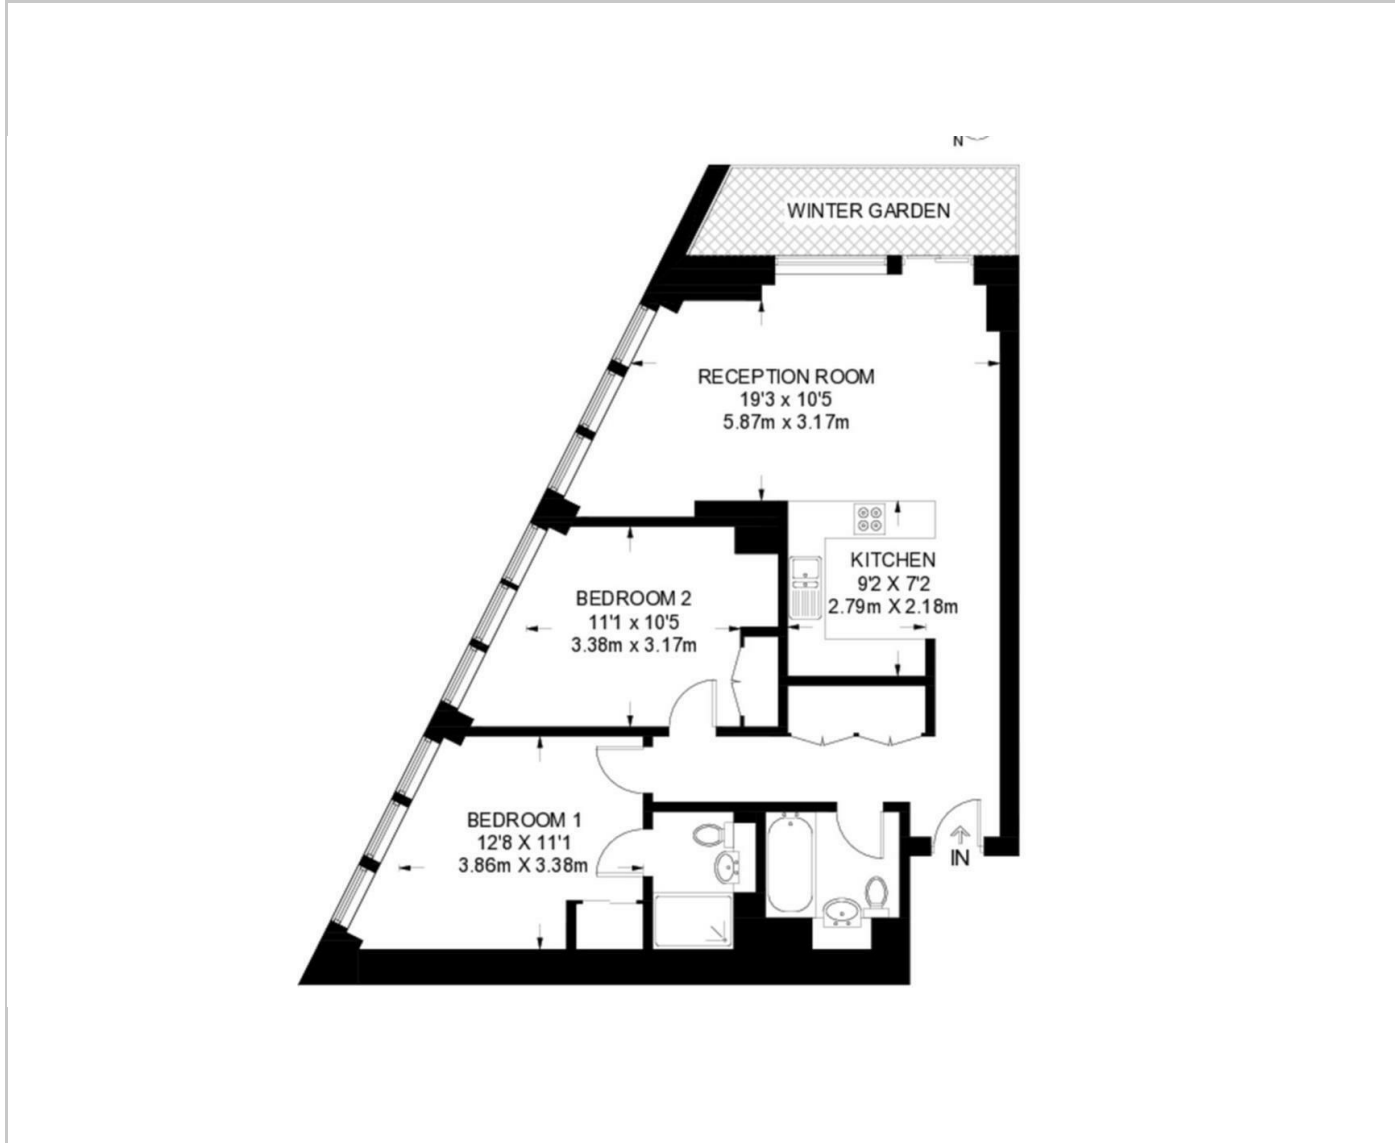 N
WINTER GARDEN
RECEPTION ROOM
19'3 x 10'5
5.87m x 3.17m
KITCHEN
9'2 X 7'2
2.79m X 2.18m
BEDROOM 2
11'1 x 10'5
3.38m x 3.17m
BEDROOM 1
12'8 X 11'1
3.86m X 3.38m
IN